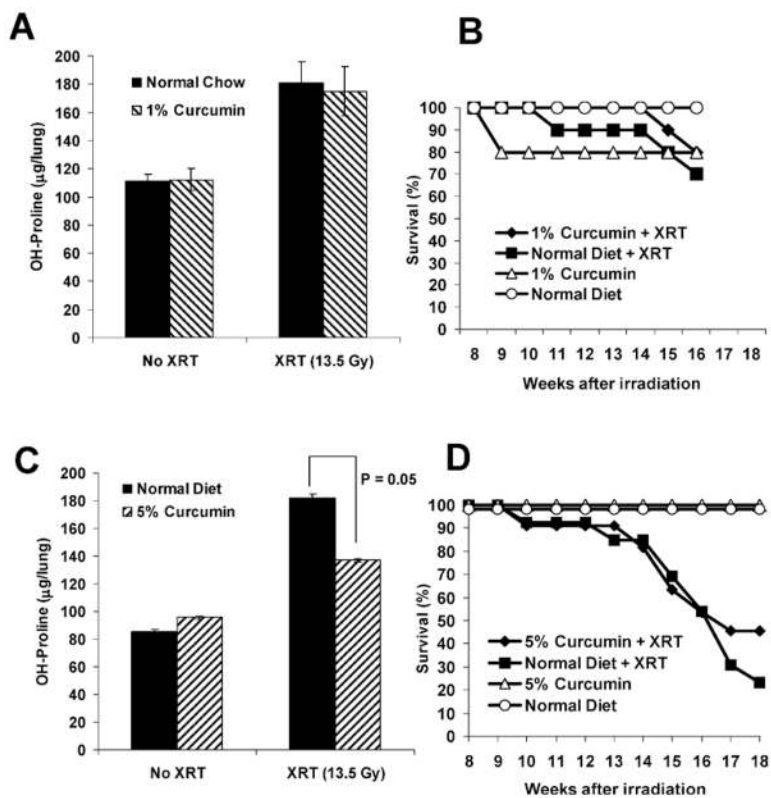 A
200
180
160
140
120
100
80
60
40
20
0
OH-Proline (µg/lung)
Normal Chow
1% Curcumin
No XRT
XRT (13.5 Gy)
B
100
90
80
70
60
50
40
30
20
10
0
Survival (%)
1% Curcumin + XRT
Normal Diet + XRT
1% Curcumin
Normal Diet
8 9 10 11 12 13 14 15 16 17 18
Weeks after irradiation
C
200
180
160
140
120
100
80
60
40
20
0
OH-Proline (µg/lung)
Normal Diet
5% Curcumin
P = 0.05
No XRT
XRT (13.5 Gy)
D
100
90
80
70
60
50
40
30
20
10
0
Survival (%)
5% Curcumin + XRT
Normal Diet + XRT
5% Curcumin
Normal Diet
8 9 10 11 12 13 14 15 16 17 18
Weeks after irradiation